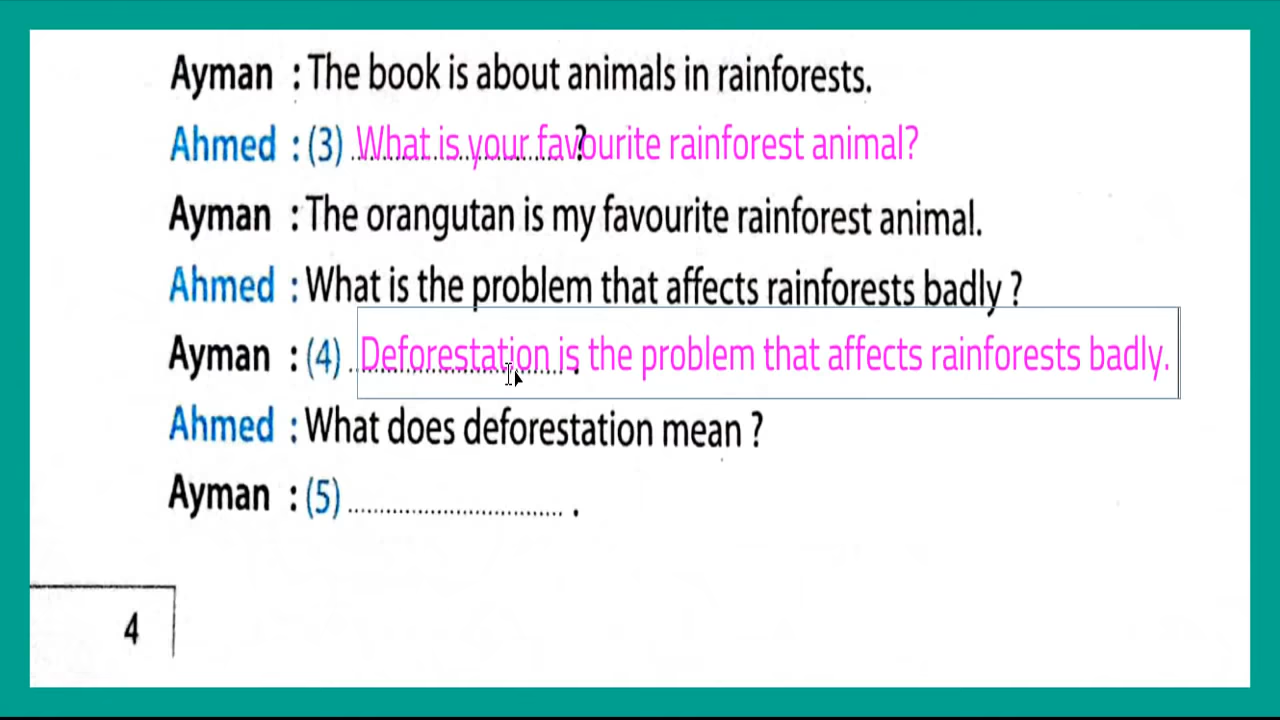 Ayman : The book is about animals in rainforests.
Ahmed : (3) What is your favourite rainforest animal? ........................ ?
Ayman : The orangutan is my favourite rainforest animal.
Ahmed : What is the problem that affects rainforests badly ?
Ayman : (4) Deforestation is the problem that affects rainforests badly. ........................ .
Ahmed : What does deforestation mean ?
Ayman : (5) .................................. .
4